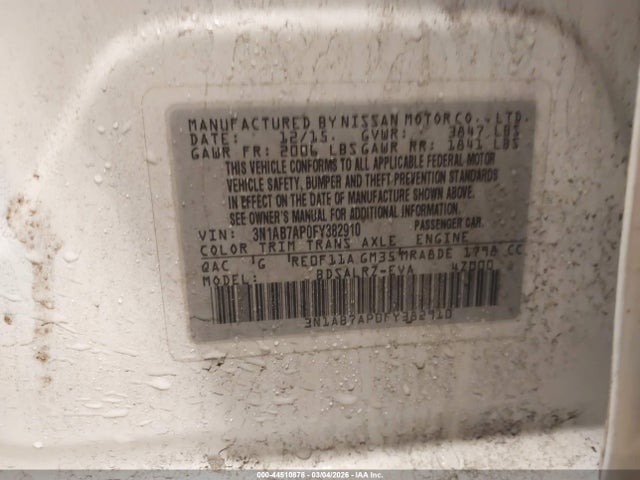 MANUFACTURED BY NISSAN MOTOR CO., LTD.
DATE: 12/15. GVWR: 3847 LBS
GAWR FR: 2006 LBS GAWR RR: 1841 LBS
THIS VEHICLE CONFORMS TO ALL APPLICABLE FEDERAL MOTOR
VEHICLE SAFETY, BUMPER AND THEFT PREVENTION STANDARDS
IN EFFECT ON THE DATE OF MANUFACTURE SHOWN ABOVE.
SEE OWNER'S MANUAL FOR ADDITIONAL INFORMATION.
VIN: 3N1AB7AP0FY382910 PASSENGER CAR
COLOR TRIM TRANS AXLE ENGINE
QAC G RE0F11A GM35 MRA8DE 1798 CC
MODEL: BDSALRZ-EVA 4Z000
3N1AB7AP0FY382910
000-44510876 - 03/04/2026 - IAA Inc.